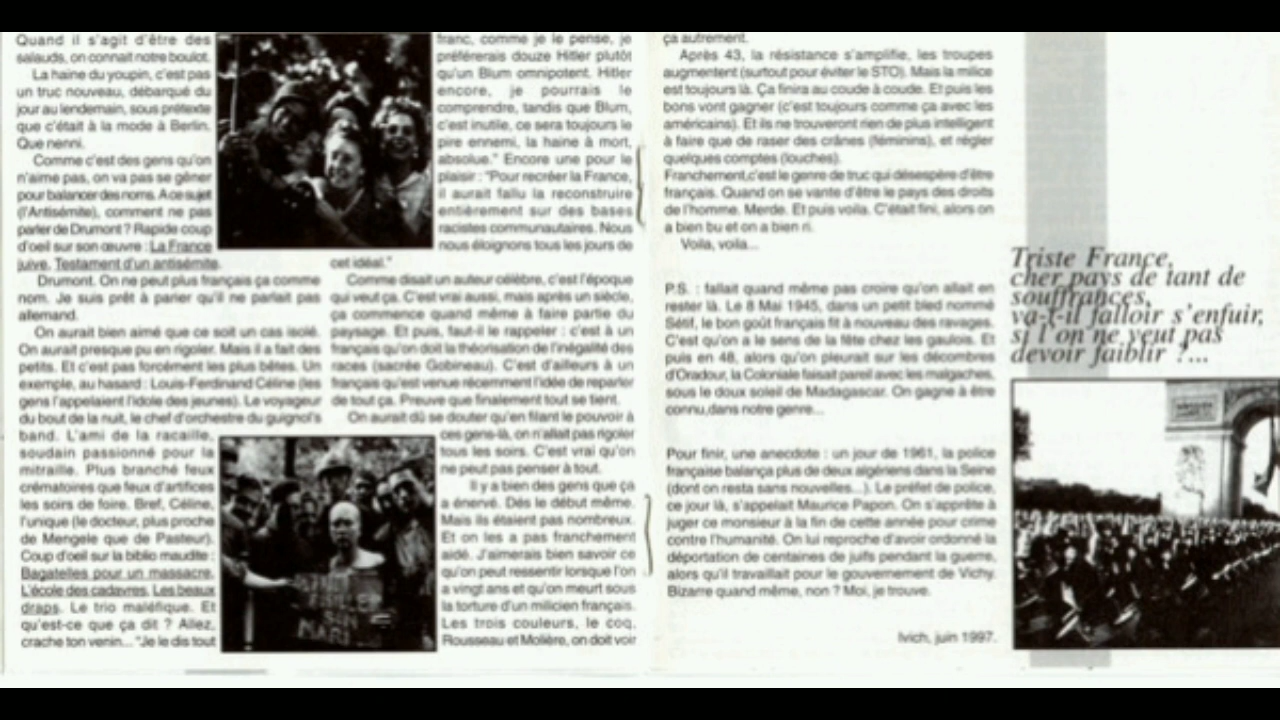 Quand il s'agit d'être des
salauds, on connait notre boulot.
La haine du youpin, c'est pas
un truc nouveau, débarqué du
jour au lendemain, sous prétexte
que c'était à la mode à Berlin.
Que nenni.
Comme c'est des gens qu'on
n'aime pas, on va pas se gêner
pour balancer des noms. A ce sujet
(l'Antisémite), comment ne pas
parler de Drumont ? Rapide coup
d'oeil sur son œuvre : La France
juive, Testament d'un antisémite.
Drumont. On ne peut plus français ça comme
nom. Je suis prêt à parier qu'il ne parlait pas
allemand.
On aurait bien aimé que ce soit un cas isolé.
On aurait presque pu en rigoler. Mais il a fait des
petits. Et c'est pas forcément les plus bêtes. Un
exemple, au hasard : Louis-Ferdinand Céline (les
gens l'appelaient l'idole des jeunes). Le voyageur
du bout de la nuit, le chef d'orchestre du guignol's
band. L'ami de la racaille,
soudain passionné pour la
mitraille. Plus branché feux
crématoires que feux d'artifices
les soirs de foire. Bref, Céline,
l'unique (le docteur, plus proche
de Mengele que de Pasteur).
Coup d'oeil sur la biblio maudite :
Bagatelles pour un massacre,
L'école des cadavres, Les beaux
draps. Le trio maléfique. Et
qu'est-ce que ça dit ? Allez,
crache ton venin... "Je le dis tout
franc, comme je le pense, je
préférerais douze Hitler plutôt
qu'un Blum omnipotent. Hitler
encore, je pourrais le
comprendre, tandis que Blum,
c'est inutile, ce sera toujours le
pire ennemi, la haine à mort,
absolue." Encore une pour le
plaisir : "Pour recréer la France,
il aurait fallu la reconstruire
entièrement sur des bases
racistes communautaires. Nous
nous éloignons tous les jours de
cet idéal."
Comme disait un auteur célèbre, c'est l'époque
qui veut ça. C'est vrai aussi, mais après un siècle,
ça commence quand même à faire partie du
paysage. Et puis, faut-il le rappeler : c'est à un
français qu'on doit la théorisation de l'inégalité des
races (sacrée Gobineau). C'est d'ailleurs à un
français qu'est venue récemment l'idée de reparler
de tout ça. Preuve que finalement tout se tient.
On aurait dû se douter qu'en filant le pouvoir à
ces gens-là, on n'allait pas rigoler
tous les soirs. C'est vrai qu'on
ne peut pas penser à tout.
Il y a bien des gens que ça
a énervé. Dés le début même.
Mais ils étaient pas nombreux.
Et on les a pas franchement
aidé. J'aimerais bien savoir ce
qu'on peut ressentir lorsque l'on
a vingt ans et qu'on meurt sous
la torture d'un milicien français.
Les trois couleurs, le coq,
Rousseau et Molière, on doit voir
ça autrement.
Après 43, la résistance s'amplifie, les troupes
augmentent (surtout pour éviter le STO). Mais la milice
est toujours là. Ça finira au coude à coude. Et puis les
bons vont gagner (c'est toujours comme ça avec les
américains). Et ils ne trouveront rien de plus intelligent
à faire que de raser des crânes (féminins), et régler
quelques comptes (louches).
Franchement,c'est le genre de truc qui désespère d'être
français. Quand on se vante d'être le pays des droits
de l'homme. Merde. Et puis voila. C'était fini, alors on
a bien bu et on a bien ri.
Voila, voila...
P.S. : fallait quand même pas croire qu'on allait en
rester là. Le 8 Mai 1945, dans un petit bled nommé
Sétif, le bon goût français fit à nouveau des ravages.
C'est qu'on a le sens de la fête chez les gaulois. Et
puis en 48, alors qu'on pleurait sur les décombres
d'Oradour, la Coloniale faisait pareil avec les malgaches,
sous le doux soleil de Madagascar. On gagne à être
connu,dans notre genre...
Pour finir, une anecdote : un jour de 1961, la police
française balança plus de deux algériens dans la Seine
(dont on resta sans nouvelles...). Le préfet de police,
ce jour là, s'appelait Maurice Papon. On s'apprête à
juger ce monsieur à la fin de cette année pour crime
contre l'humanité. On lui reproche d'avoir ordonné la
déportation de centaines de juifs pendant la guerre,
alors qu'il travaillait pour le gouvernement de Vichy.
Bizarre quand même, non ? Moi, je trouve.
Ivich, juin 1997.
Triste France,
cher pays de tant de
souffrances,
va-t-il falloir s'enfuir,
si l'on ne veut pas
devoir faiblir ?...